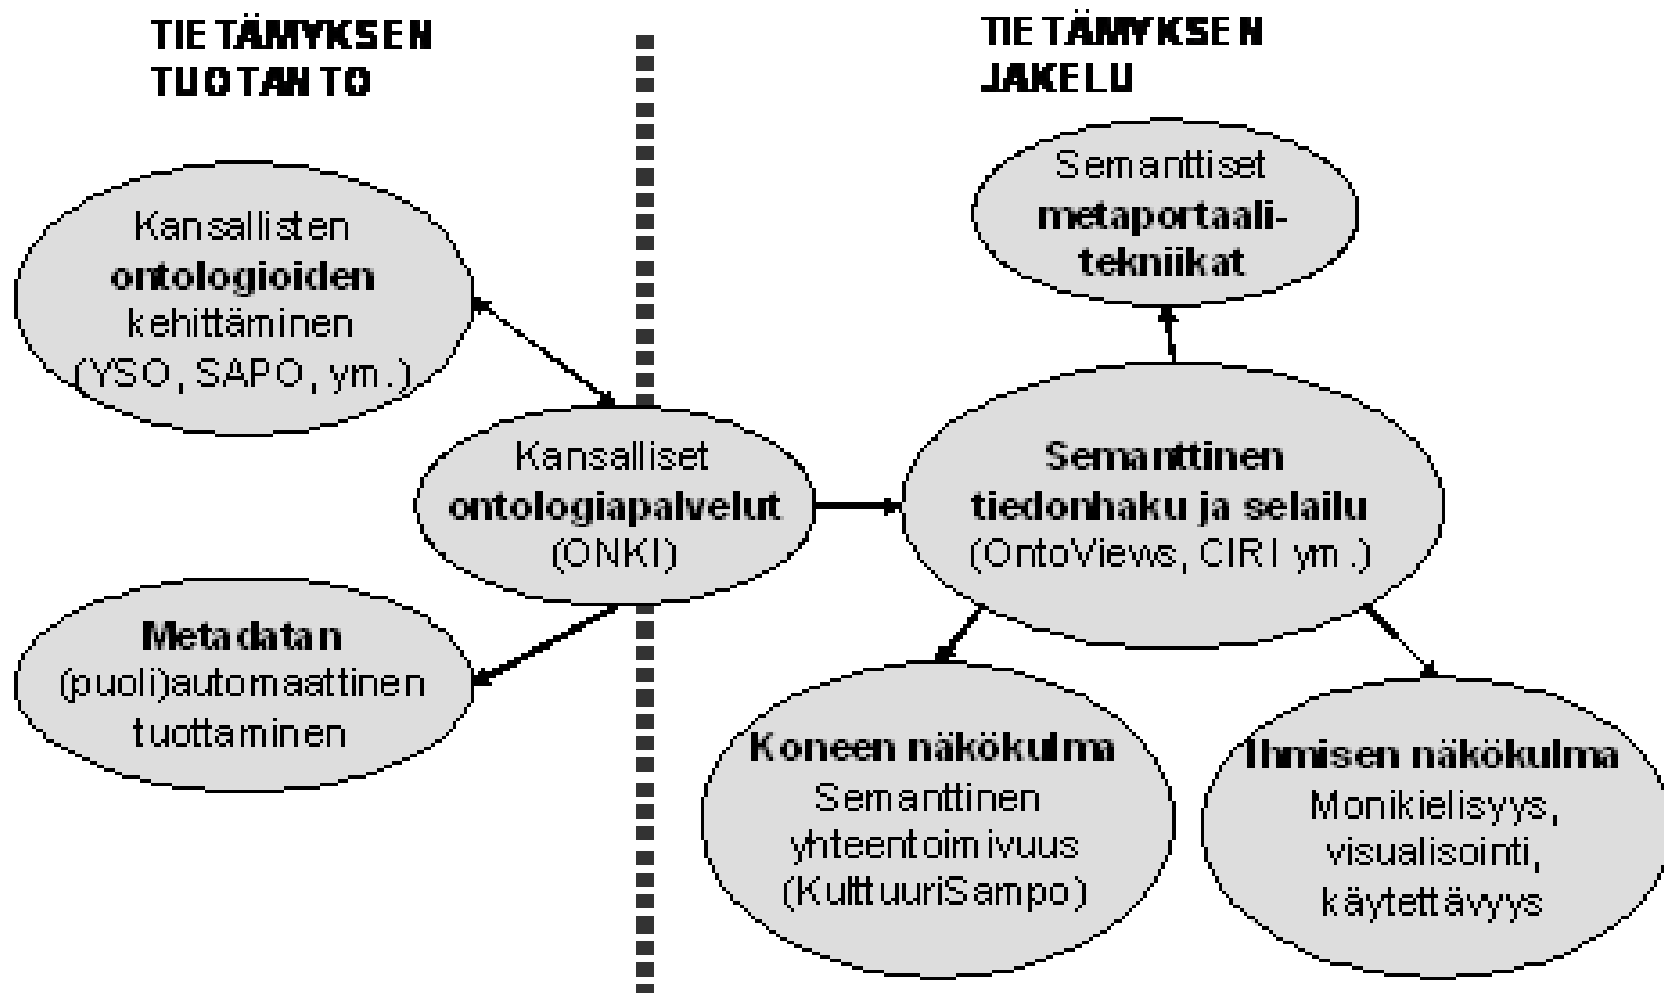 TIETÄMYKSEN
TUOTANTO
TIETÄMYKSEN
JAKELU
Kansallisten
ontologioiden
kehittäminen
(YSO, SAPO, ym.)
Semanttiset
metaportaali-
tekniikat
Kansalliset
ontologiapalvelut
(ONKI)
Semanttinen
tiedonhaku ja selailu
(OntoViews, CIRI ym.)
Metadatan
(puoli)automaattinen
tuottaminen
Koneen näkökulma
Semanttinen
yhteentoimivuus
(KulttuuriSampo)
Ihmisen näkökulma
Monikielisyys,
visualisointi,
käytettävyys